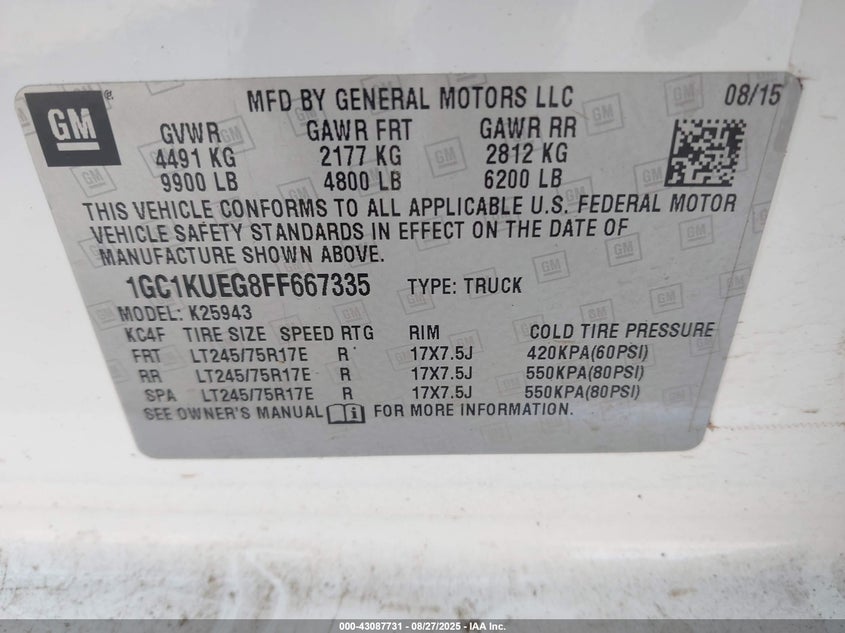 GM
MFD BY GENERAL MOTORS LLC 08/15
GVWR GAWR FRT GAWR RR
4491 KG 2177 KG 2812 KG
9900 LB 4800 LB 6200 LB
THIS VEHICLE CONFORMS TO ALL APPLICABLE U.S. FEDERAL MOTOR
VEHICLE SAFETY STANDARDS IN EFFECT ON THE DATE OF
MANUFACTURE SHOWN ABOVE.
1GC1KUEG8FF667335 TYPE: TRUCK
MODEL: K25943
KC4F TIRE SIZE SPEED RTG RIM COLD TIRE PRESSURE
FRT LT245/75R17E R 17X7.5J 420KPA(60PSI)
RR LT245/75R17E R 17X7.5J 550KPA(80PSI)
SPA LT245/75R17E R 17X7.5J 550KPA(80PSI)
SEE OWNER'S MANUAL FOR MORE INFORMATION.
000-43087731 - 08/27/2025 - IAA Inc.